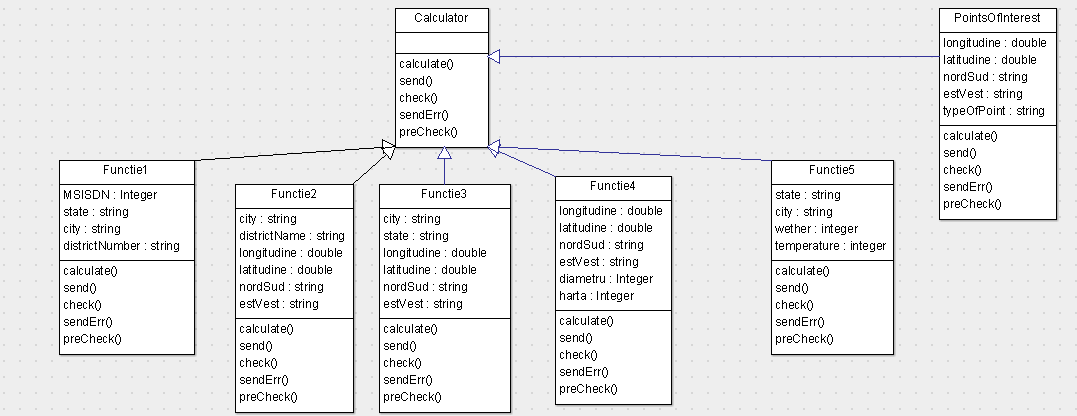 Calculator
calculate()
send()
check()
sendErr()
preCheck()
PointsOfInterest
longitudine : double
latitudine : double
nordSud : string
estVest : string
typeOfPoint : string
calculate()
send()
check()
sendErr()
preCheck()
Functie1
MSISDN : Integer
state : string
city : string
districtNumber : string
calculate()
send()
check()
sendErr()
preCheck()
Functie2
city : string
districtName : string
longitudine : double
latitudine : double
nordSud : string
estVest : string
calculate()
send()
check()
sendErr()
preCheck()
Functie3
city : string
state : string
longitudine : double
latitudine : double
nordSud : string
estVest : string
calculate()
send()
check()
sendErr()
preCheck()
Functie4
longitudine : double
latitudine : double
nordSud : string
estVest : string
diametru : Integer
harta : Integer
calculate()
send()
check()
sendErr()
preCheck()
Functie5
state : string
city : string
wether : integer
temperature : integer
calculate()
send()
check()
sendErr()
preCheck()